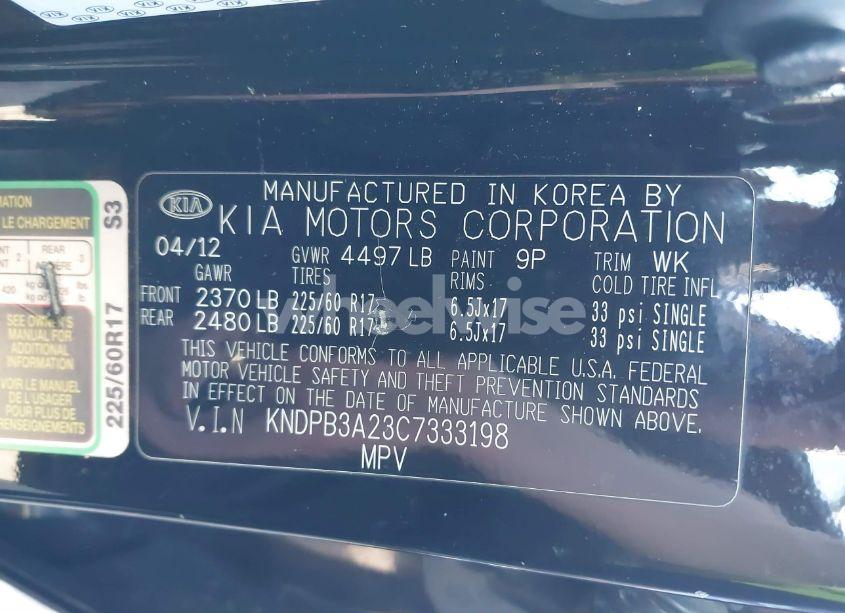 KIA
MANUFACTURED IN KOREA BY
KIA MOTORS CORPORATION
04/12 GVWR 4497 LB PAINT 9P TRIM WK
GAWR TIRES RIMS COLD TIRE INFL
FRONT 2370 LB 225/60 R17 6.5Jx17 33 psi SINGLE
REAR 2480 LB 225/60 R17 6.5Jx17 33 psi SINGLE
THIS VEHICLE CONFORMS TO ALL APPLICABLE U.S.A. FEDERAL
MOTOR VEHICLE SAFETY AND THEFT PREVENTION STANDARDS
IN EFFECT ON THE DATE OF MANUFACTURE SHOWN ABOVE.
V.I.N KNDPB3A23C7333198
MPV
wheelwise
LE CHARGEMENT
REAR
420
SEE OWNER'S
MANUAL FOR
ADDITIONAL
INFORMATION
VOIR LE MANUEL
DE L'USAGER
POUR PLUS DE
RENSEIGNEMENTS
225/60R17 S3